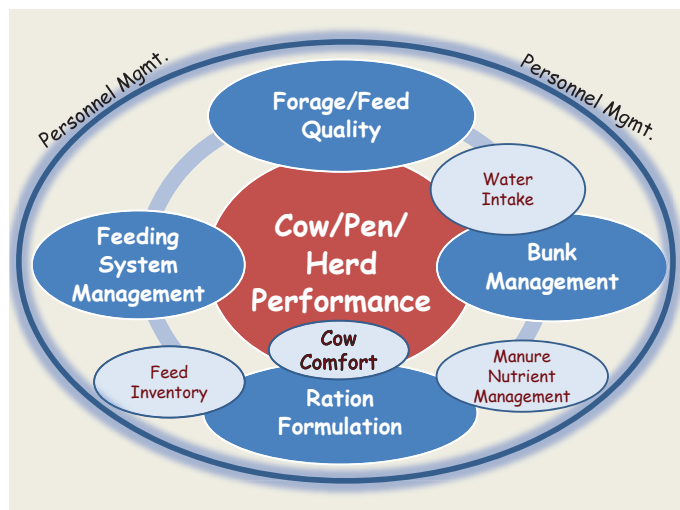 Personnel Mgmt.
Personnel Mgmt.
Forage/Feed
Quality
Water
Intake
Cow/Pen/
Herd
Performance
Feeding
System
Management
Bunk
Management
Cow
Comfort
Feed
Inventory
Manure
Nutrient
Management
Ration
Formulation